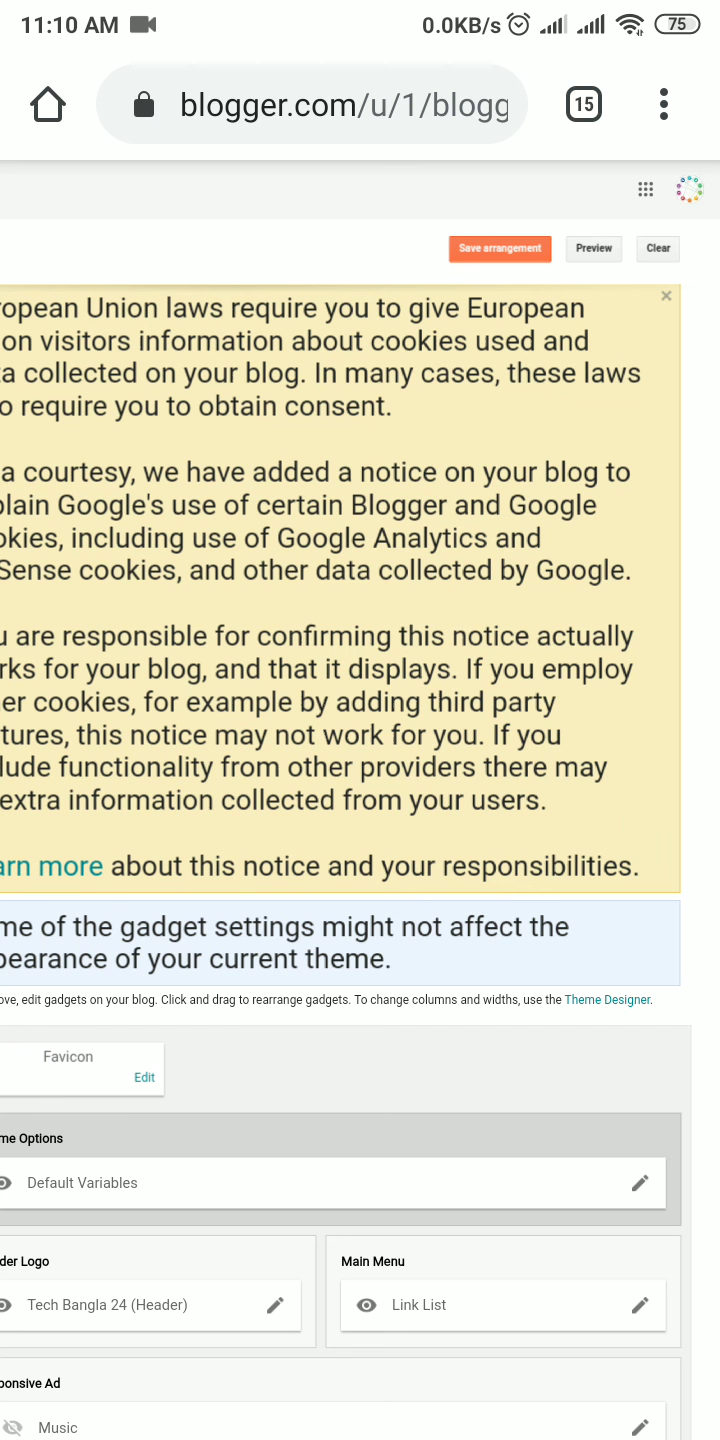 11:10 AM 0.0KB/s 75
blogger.com/u/1/blogg 15
Save arrangement Preview Clear
ropean Union laws require you to give European
on visitors information about cookies used and
ta collected on your blog. In many cases, these laws
o require you to obtain consent.
a courtesy, we have added a notice on your blog to
plain Google's use of certain Blogger and Google
okies, including use of Google Analytics and
Sense cookies, and other data collected by Google.
u are responsible for confirming this notice actually
rks for your blog, and that it displays. If you employ
er cookies, for example by adding third party
tures, this notice may not work for you. If you
lude functionality from other providers there may
extra information collected from your users.
arn more about this notice and your responsibilities.
me of the gadget settings might not affect the
pearance of your current theme.
ove, edit gadgets on your blog. Click and drag to rearrange gadgets. To change columns and widths, use the Theme Designer.
Favicon
Edit
me Options
Default Variables
der Logo
Tech Bangla 24 (Header)
Main Menu
Link List
ponsive Ad
Music